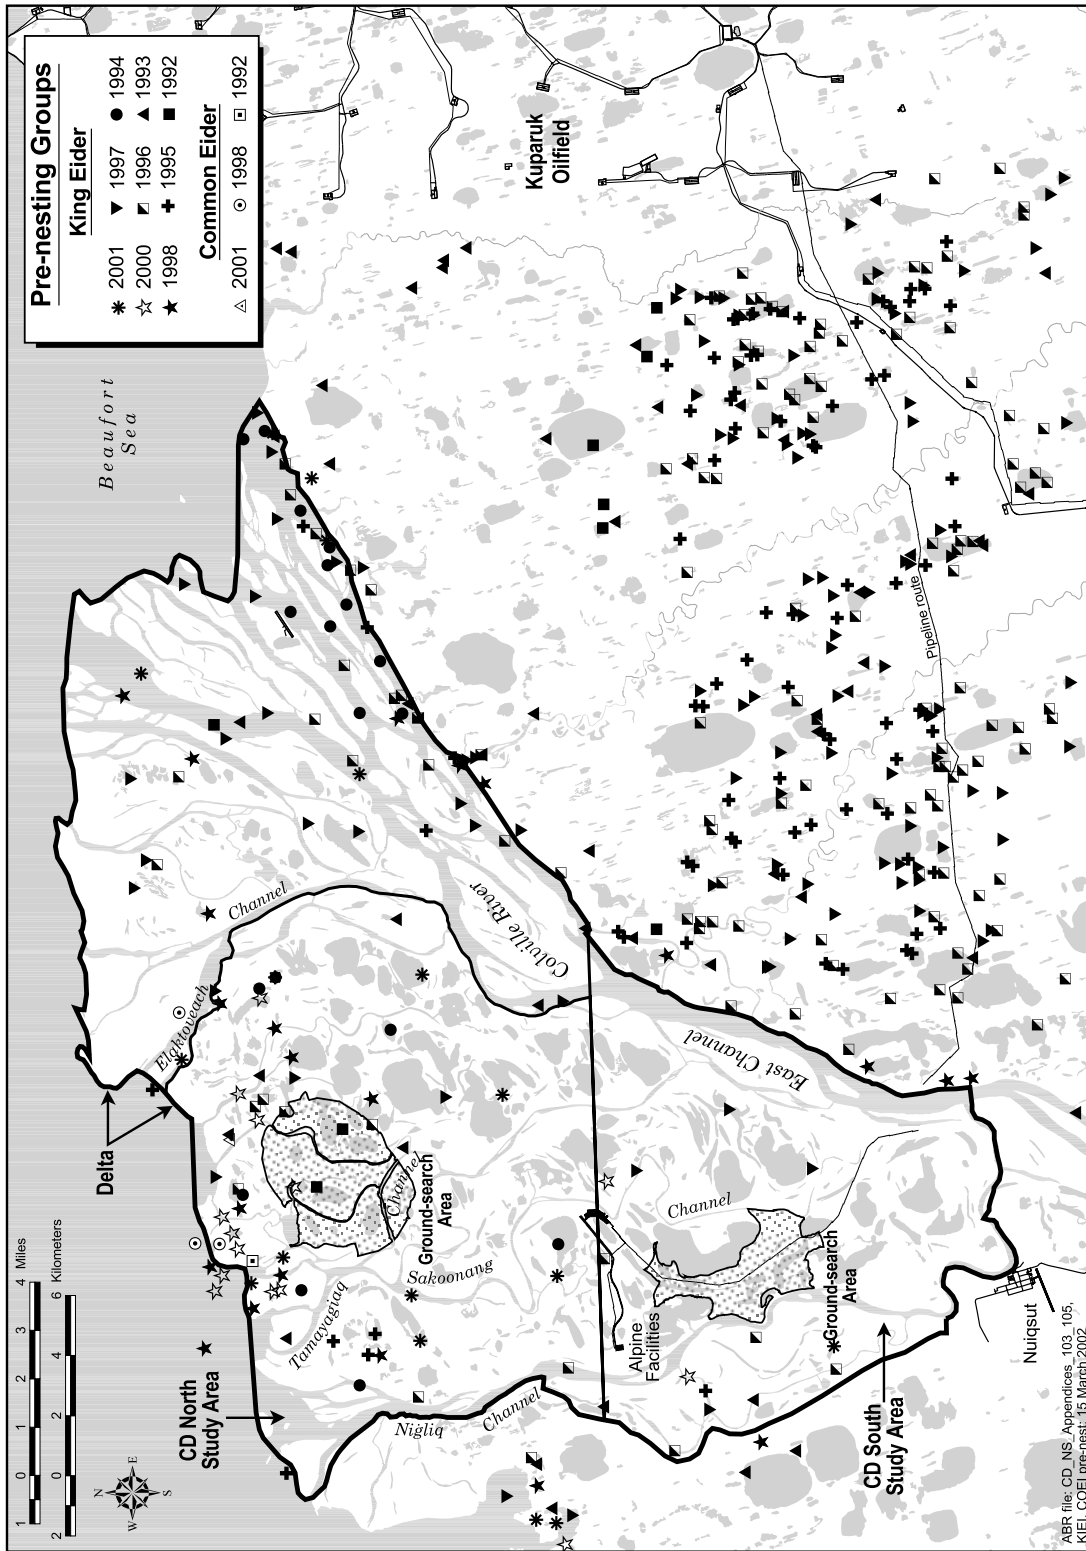 Pre-nesting Groups
King Eider
2001
1997
1994
2000
1996
1993
1998
1995
1992
Common Eider
2001
1998
1992
Beaufort
Sea
Kuparuk
Oilfield
Miles
1 0 1 2 3 4
Kilometers
2 0 2 4 6
N
W E
S
Delta
CD North
Study Area
Elaktoveach
Channel
Colville River
East Channel
Tamayagiaq
Channel
Sakoonang
Channel
Nigliq
Channel
Ground-search
Area
Ground-search
Area
Alpine
Facilities
Pipeline route
CD South
Study Area
Nuiqsut
ABR file: CD_NS_Appendices_103_105,
KIEI_COEI pre-nest; 15 March 2002